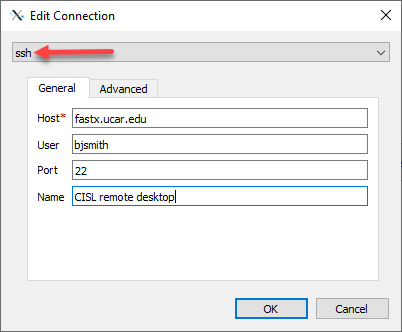 Edit Connection
ssh
General Advanced
Host* fastx.ucar.edu
User bjsmith
Port 22
Name CISL remote desktop
OK Cancel